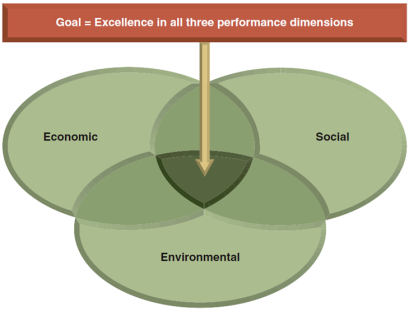 Goal = Excellence in all three performance dimensions
Economic
Social
Environmental